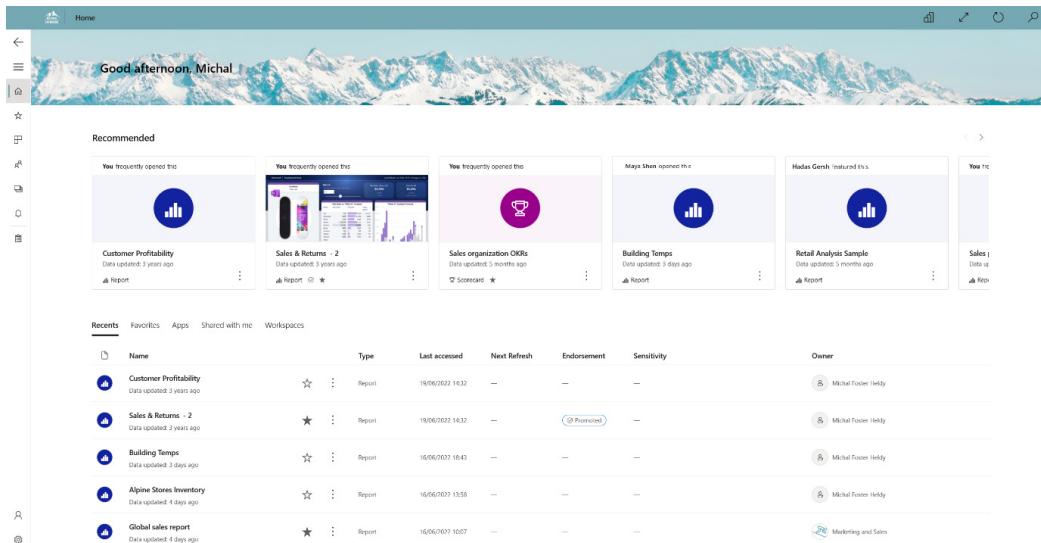 Home
Good afternoon, Michal
Recommended
You frequently opened this
Customer Profitability
Data updated: 3 years ago
Report
You frequently opened this
Sales & Returns - 2
Data updated: 3 years ago
Report
You frequently opened this
Sales organization OKRs
Data updated: 5 months ago
Scorecard
Maya Shen opened this
Building Temps
Data updated: 3 days ago
Report
Hadas Gersh featured this
Retail Analysis Sample
Data updated: 5 months ago
Report
You
Sales
Recents Favorites Apps Shared with me Workspaces
Name Type Last accessed Next Refresh Endorsement Sensitivity Owner
Customer Profitability
Data updated: 3 years ago
Report 19/06/2022 14:32 — — — Michal Foster Heldy
Sales & Returns - 2
Data updated: 3 years ago
Report 19/06/2022 14:32 — Promoted — Michal Foster Heldy
Building Temps
Data updated: 3 days ago
Report 16/06/2022 18:43 — — — Michal Foster Heldy
Alpine Stores Inventory
Data updated: 4 days ago
Report 16/06/2022 13:58 — — — Michal Foster Heldy
Global sales report
Data updated: 4 days ago
Report 16/06/2022 10:07 — — — Marketing and Sales